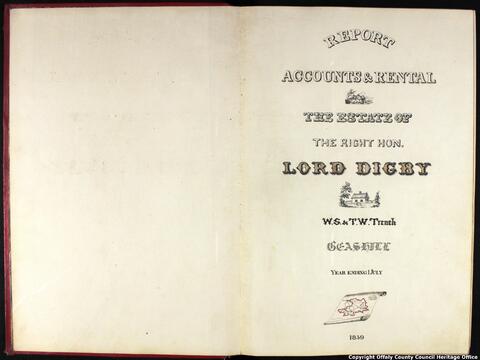 REPORT
ACCOUNTS & RENTAL
THE ESTATE OF
THE RIGHT HON.
LORD DIGBY
W.S. & T.W. Trench
GEASHILL
YEAR ENDING 1 JULY
1859
Copyright Offaly County Council Heritage Office